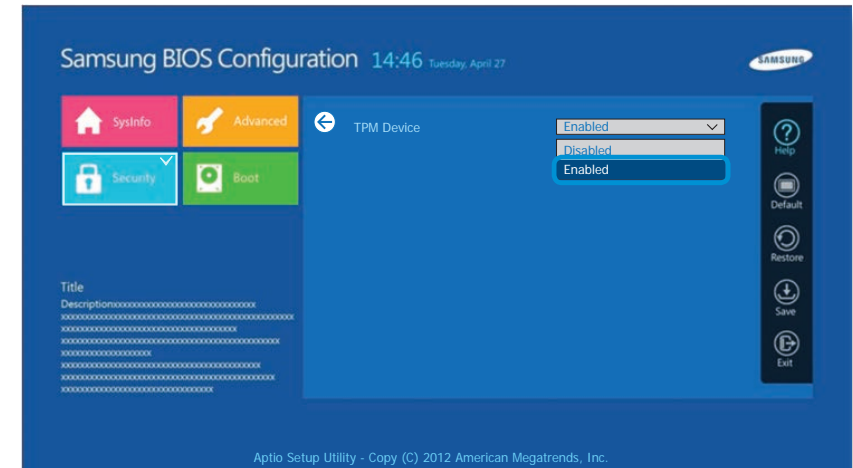 Samsung BIOS Configuration 14:46 Tuesday, April 27
SAMSUNG
SysInfo
Advanced
Security
Boot
TPM Device
Enabled
Disabled
Enabled
Help
Default
Restore
Save
Exit
Title
Descriptionxxxxxxxxxxxxxxxxxxxxxxxxxxxxxx
Aptio Setup Utility - Copy (C) 2012 American Megatrends, Inc.